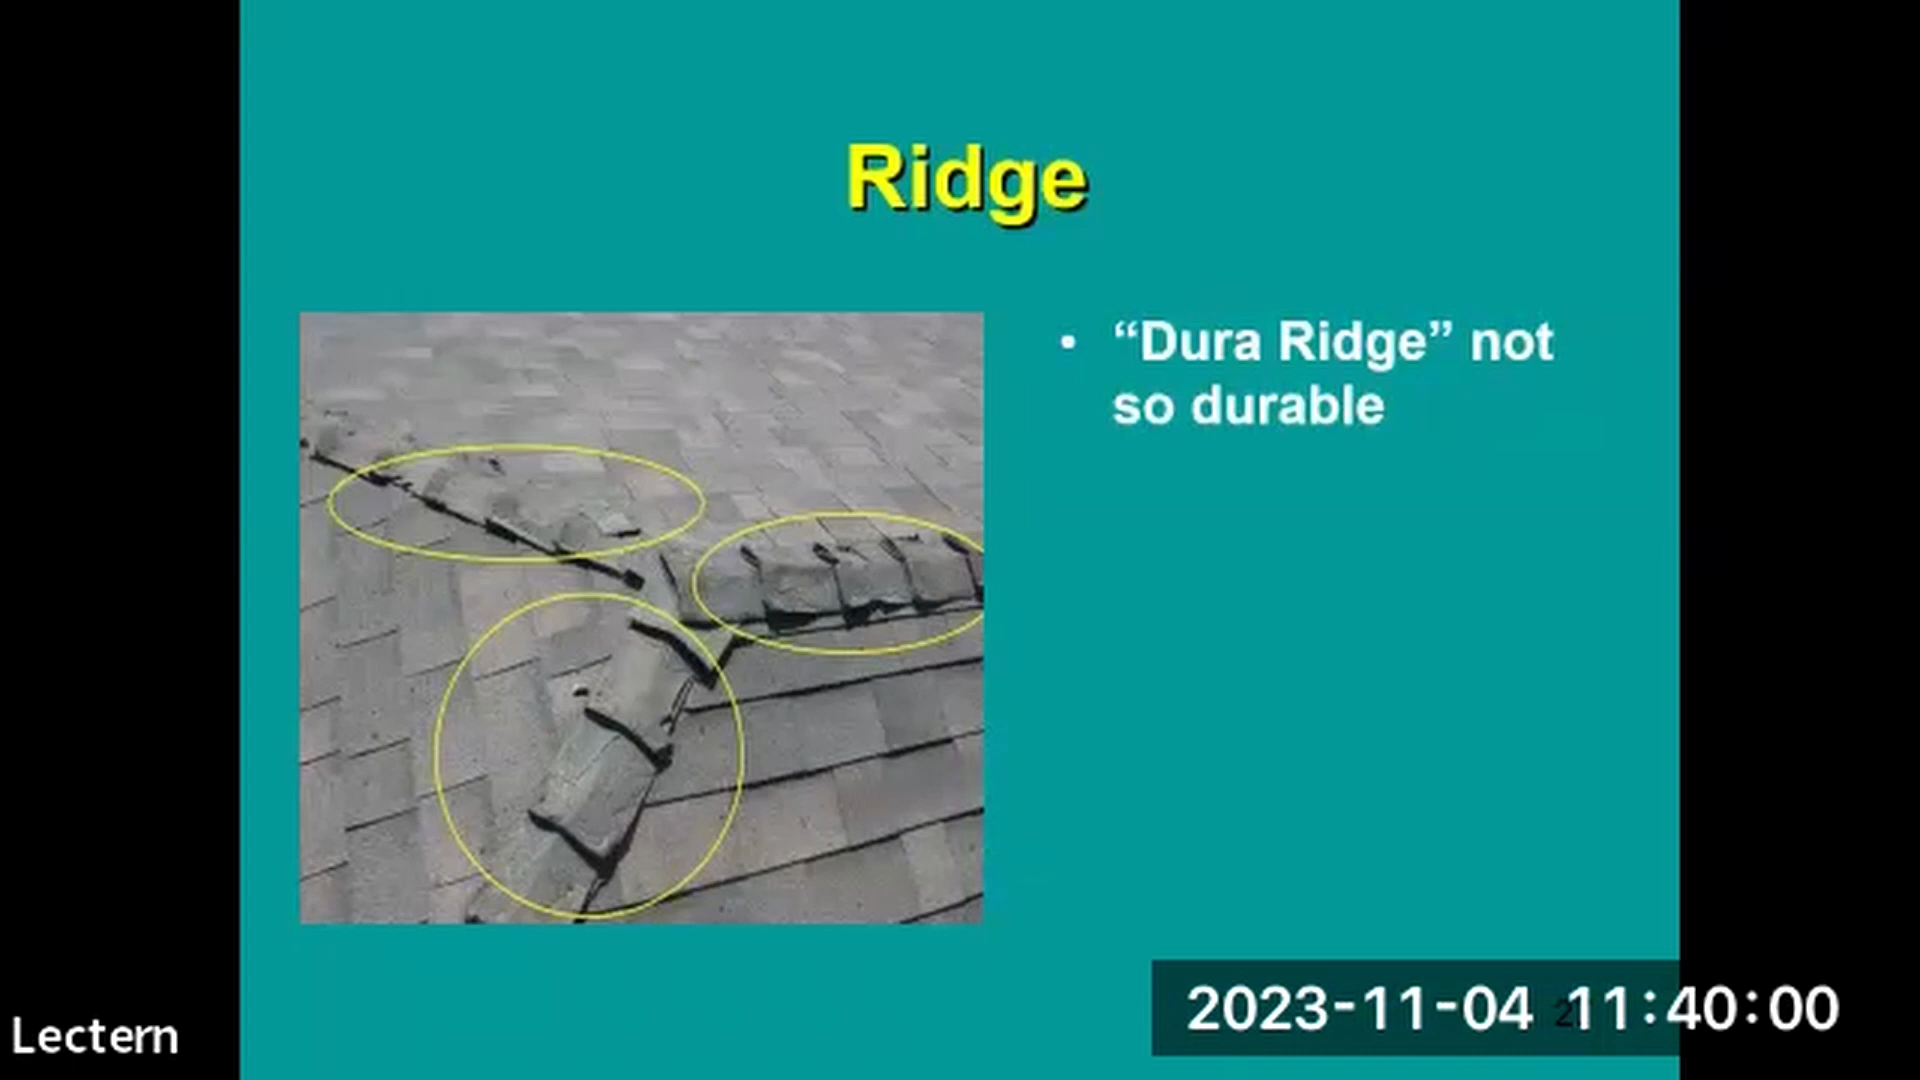 Ridge
• “Dura Ridge” not
so durable
2023-11-04 11:40:00
Lectern